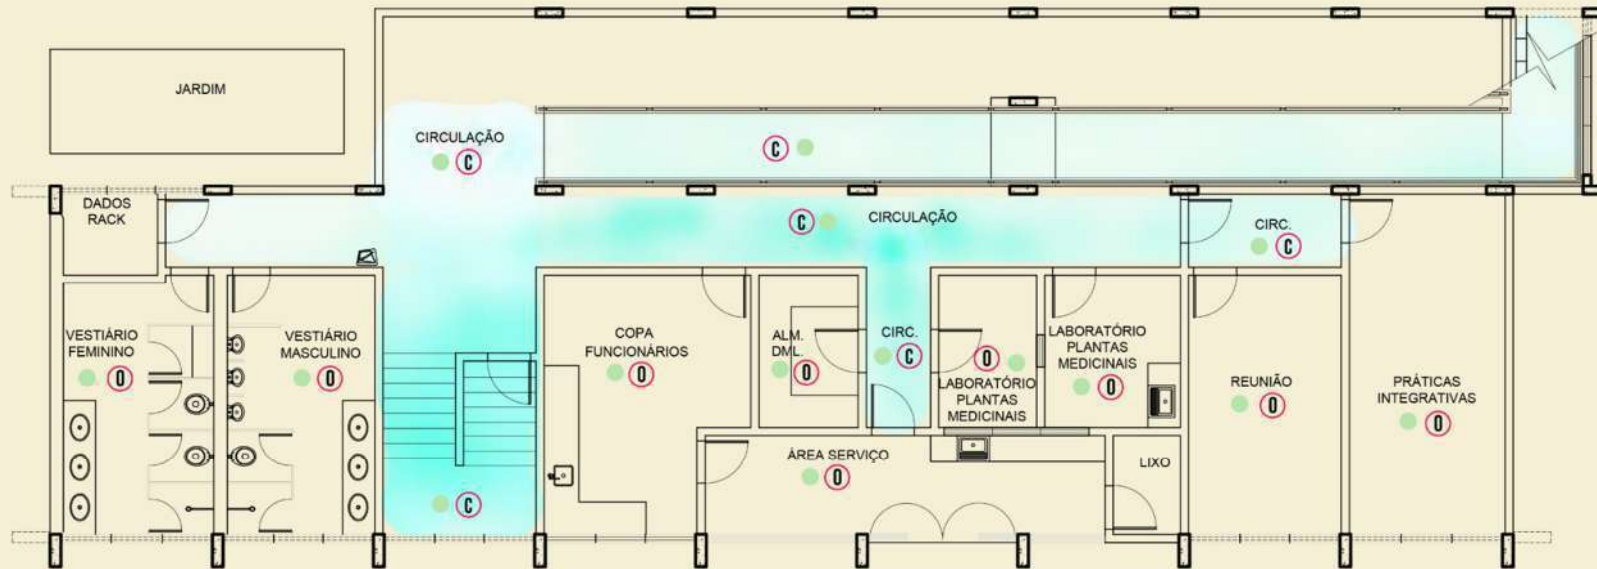 JARDIM
CIRCULAÇÃO
C
C
DADOS
RACK
C
CIRCULAÇÃO
CIRC.
C
VESTIÁRIO
FEMININO
O
VESTIÁRIO
MASCULINO
O
COPA
FUNCIONÁRIOS
O
ALM.
DML.
O
CIRC.
C
O
LABORATÓRIO
PLANTAS
MEDICINAIS
LABORATÓRIO
PLANTAS
MEDICINAIS
O
REUNIÃO
O
PRÁTICAS
INTEGRATIVAS
O
ÁREA SERVIÇO
O
LIXO
C